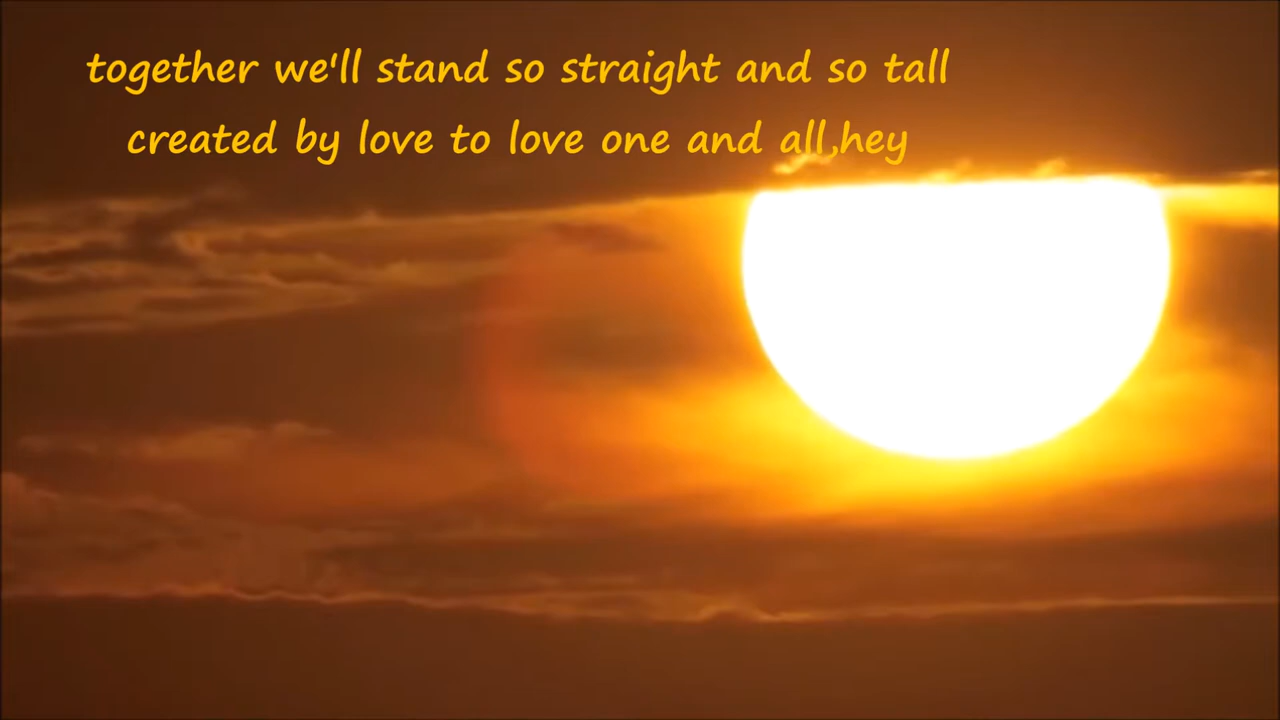 together we'll stand so straight and so tall
created by love to love one and all,hey